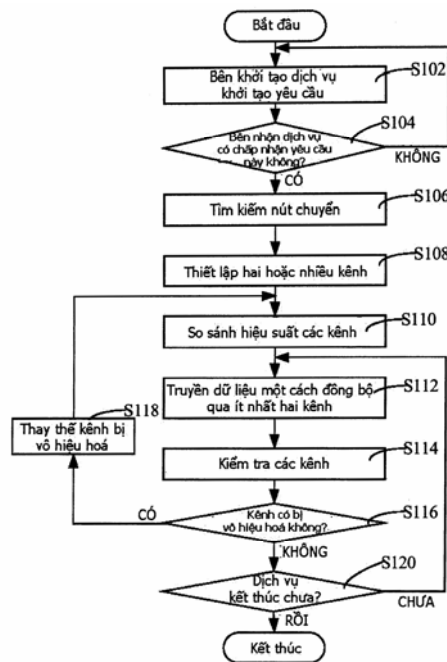 Bắt đầu
S102
Bên khởi tạo dịch vụ
khởi tạo yêu cầu
S104
Bên nhận dịch vụ
có chấp nhận yêu cầu
này không?
KHÔNG
CÓ
S106
Tìm kiếm nút chuyển
S108
Thiết lập hai hoặc nhiều kênh
S110
So sánh hiệu suất các kênh
S112
Truyền dữ liệu một cách đồng bộ
qua ít nhất hai kênh
S118
Thay thế kênh bị
vô hiệu hoá
S114
Kiểm tra các kênh
S116
Kênh có bị
vô hiệu hoá không?
CÓ
KHÔNG
S120
Dịch vụ
kết thúc chưa?
CHƯA
RỒI
Kết thúc